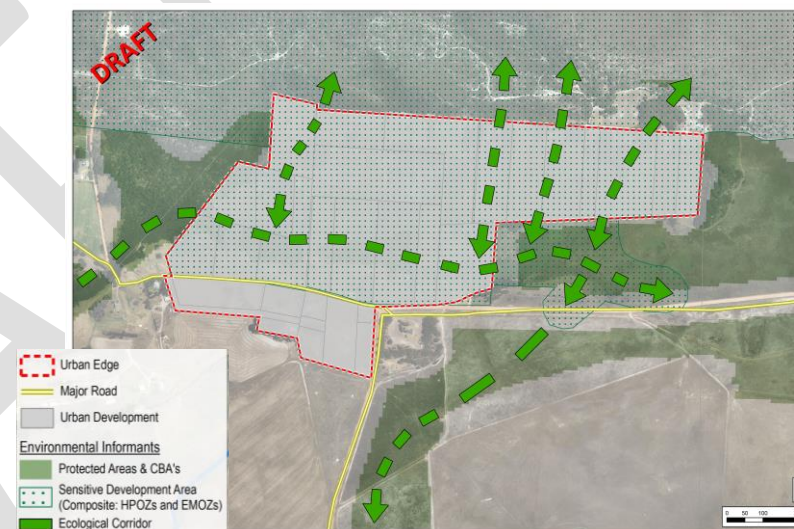 DRAFT
Urban Edge
Major Road
Urban Development
Environmental Informants
Protected Areas & CBA's
Sensitive Development Area
(Composite: HPOZs and EMOZs)
Ecological Corridor
0 50 100